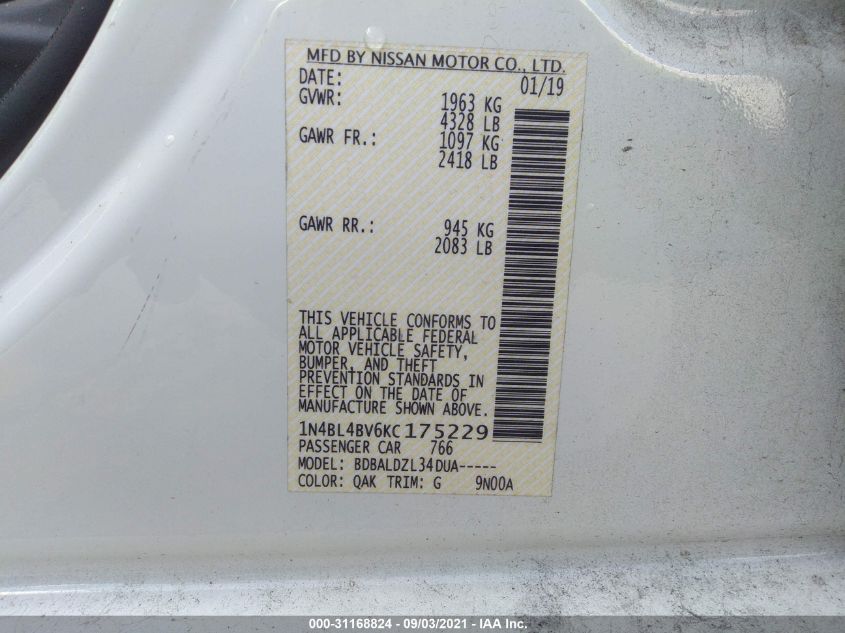 MFD BY NISSAN MOTOR CO., LTD.
DATE: 01/19
GVWR: 1963 KG
4328 LB
GAWR FR.: 1097 KG
2418 LB
GAWR RR.: 945 KG
2083 LB
THIS VEHICLE CONFORMS TO
ALL APPLICABLE FEDERAL
MOTOR VEHICLE SAFETY,
BUMPER, AND THEFT
PREVENTION STANDARDS IN
EFFECT ON THE DATE OF
MANUFACTURE SHOWN ABOVE.
1N4BL4BV6KC175229
PASSENGER CAR 766
MODEL: BDBALDZL34DUA-----
COLOR: QAK TRIM: G 9N00A
000-31168824 - 09/03/2021 - IAA Inc.